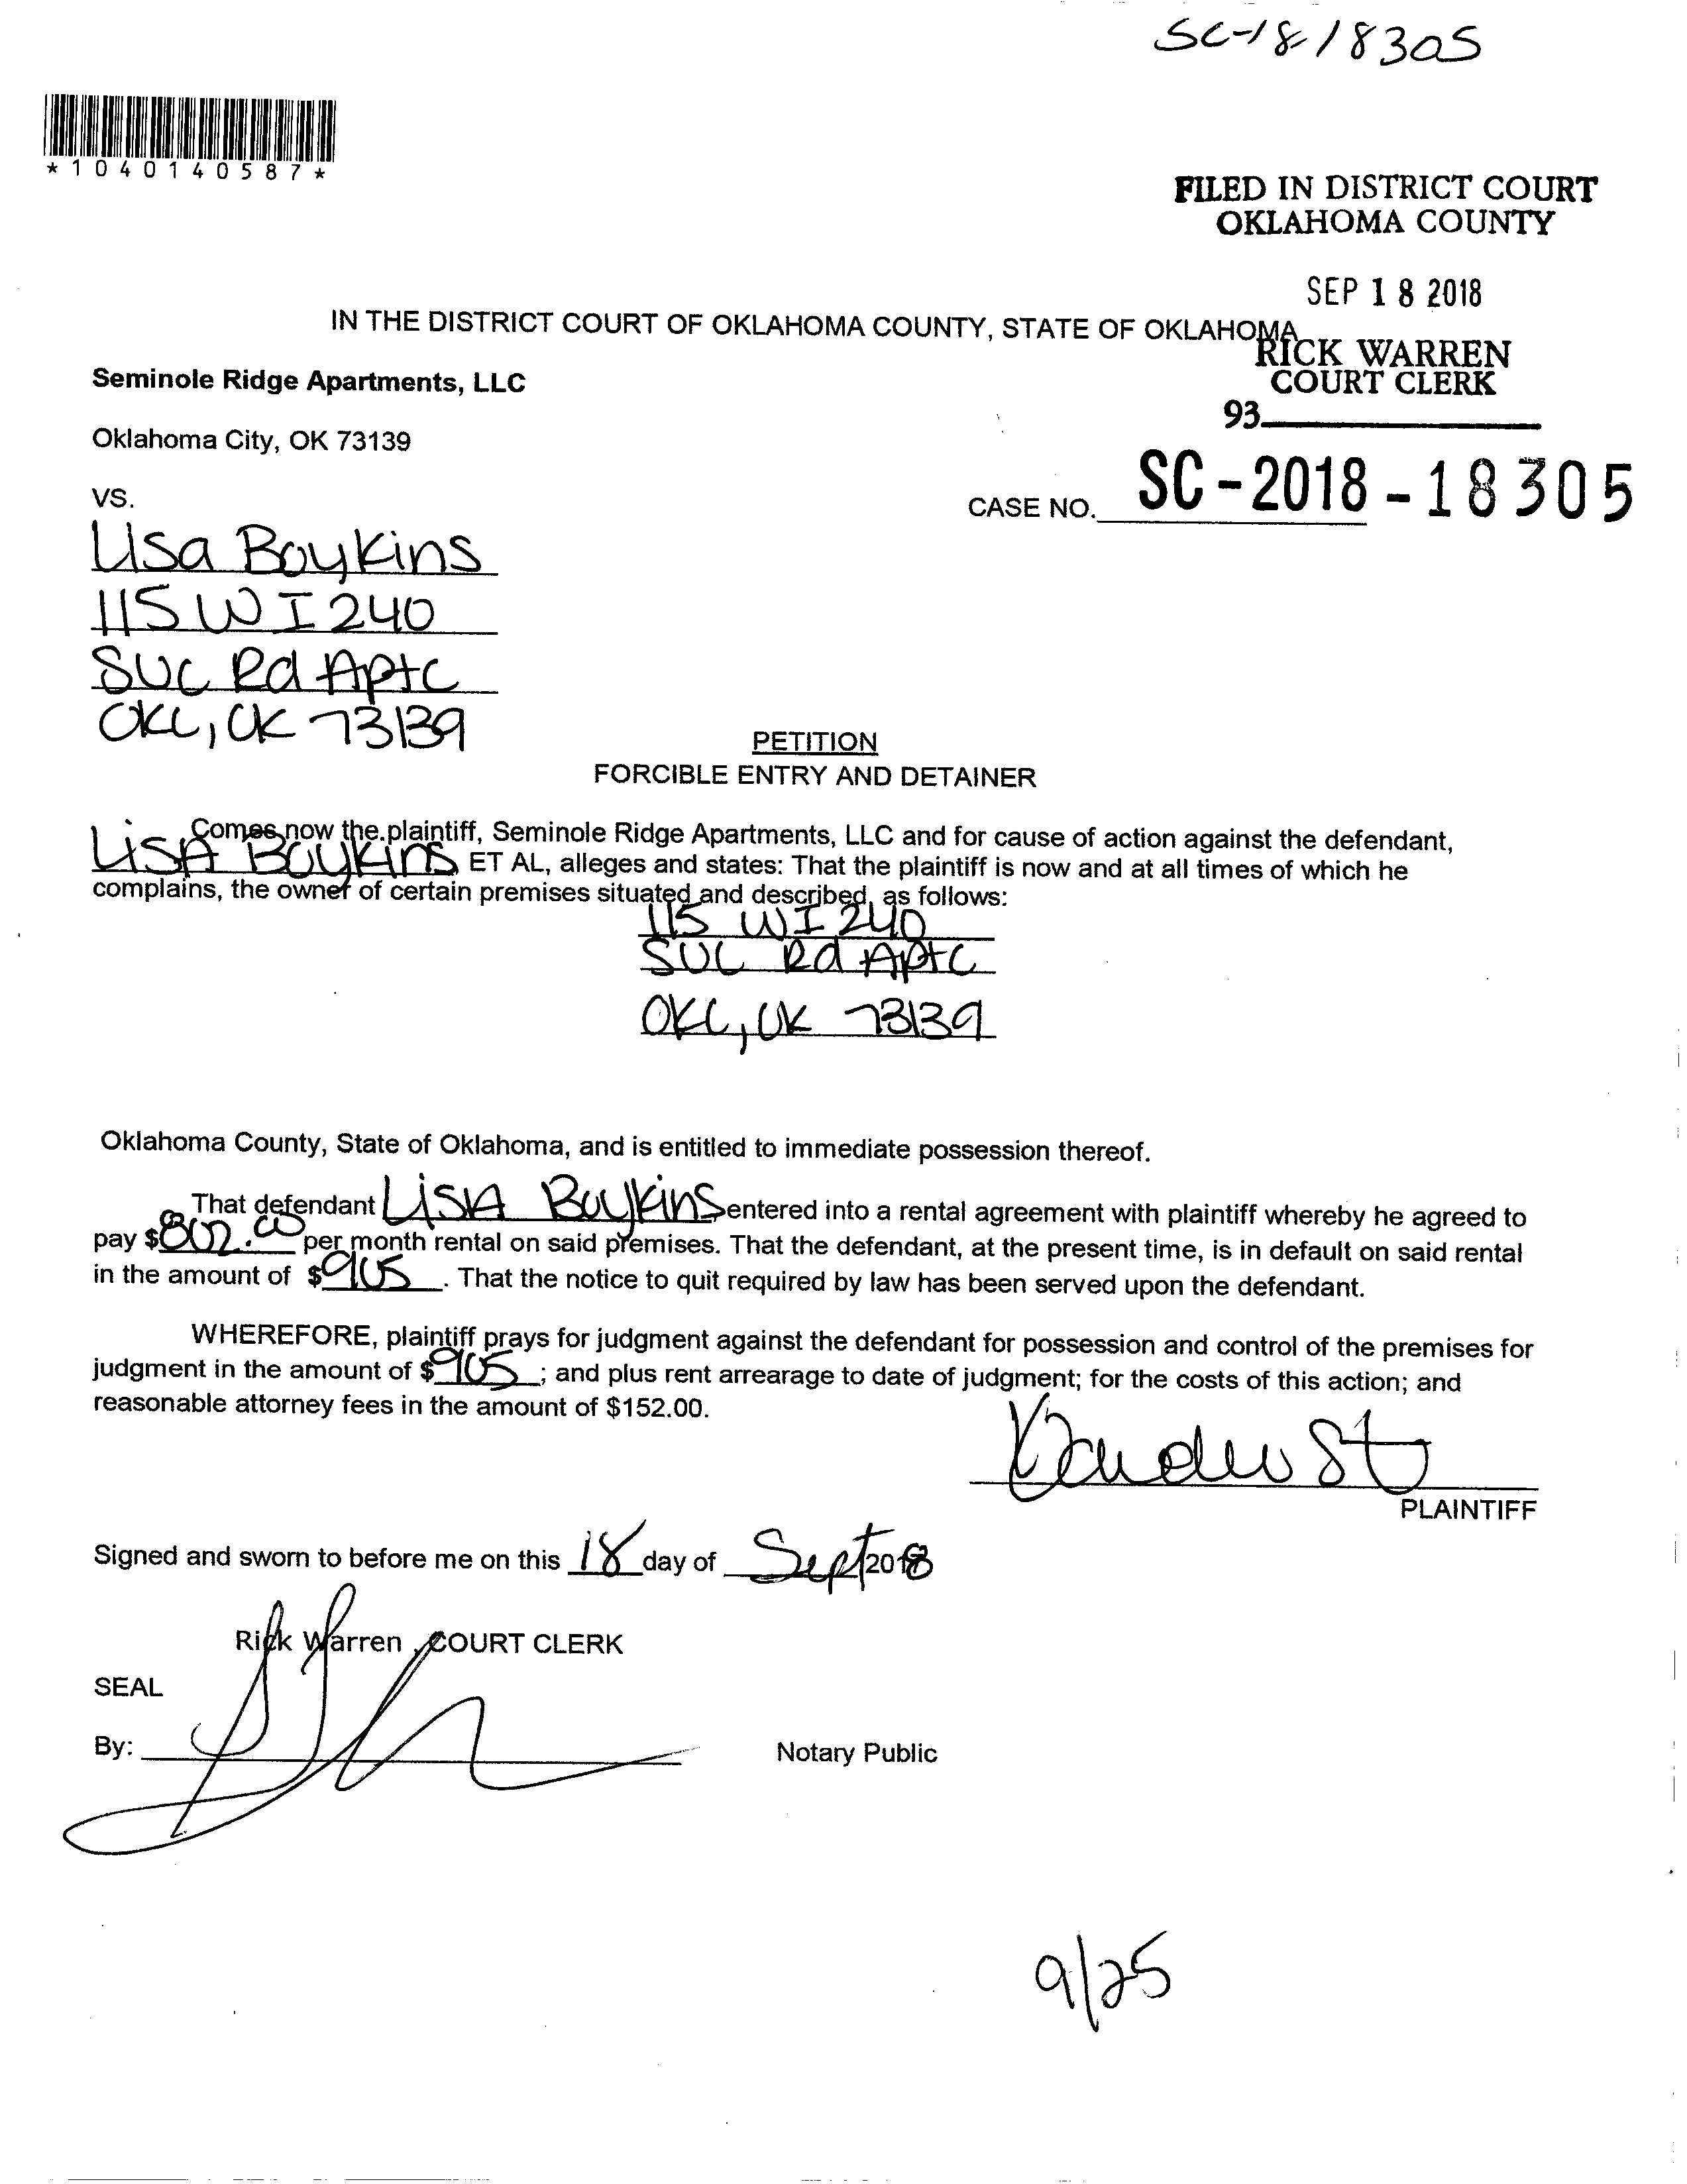 SC-18-18305
*1040140587*
FILED IN DISTRICT COURT
OKLAHOMA COUNTY
SEP 18 2018
IN THE DISTRICT COURT OF OKLAHOMA COUNTY, STATE OF OKLAHOMA
RICK WARREN
COURT CLERK
93
Seminole Ridge Apartments, LLC
Oklahoma City, OK 73139
VS.
CASE NO. SC-2018-18305
Lisa Boykins
115 W I 240
SVC Rd Apt C
OKC, OK 73139
PETITION
FORCIBLE ENTRY AND DETAINER
Comes now the plaintiff, Seminole Ridge Apartments, LLC and for cause of action against the defendant,
LISA Boykins ET AL, alleges and states: That the plaintiff is now and at all times of which he
complains, the owner of certain premises situated and described, as follows:
115 W I 240
SVC Rd Apt C
OKC, OK 73139
Oklahoma County, State of Oklahoma, and is entitled to immediate possession thereof.
That defendant LISA Boykins entered into a rental agreement with plaintiff whereby he agreed to
pay $802.00 per month rental on said premises. That the defendant, at the present time, is in default on said rental
in the amount of $905. That the notice to quit required by law has been served upon the defendant.
WHEREFORE, plaintiff prays for judgment against the defendant for possession and control of the premises for
judgment in the amount of $905; and plus rent arrearage to date of judgment; for the costs of this action; and
reasonable attorney fees in the amount of $152.00.
PLAINTIFF
Signed and sworn to before me on this 18 day of Sept 2018
Rick Warren, COURT CLERK
SEAL
By:
Notary Public
9/25